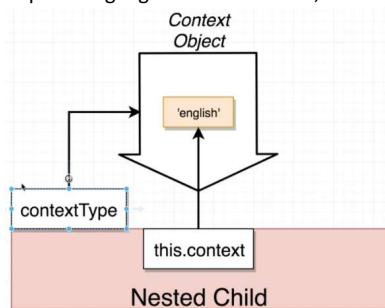 Context
Object
'english'
contextType
this.context
Nested Child